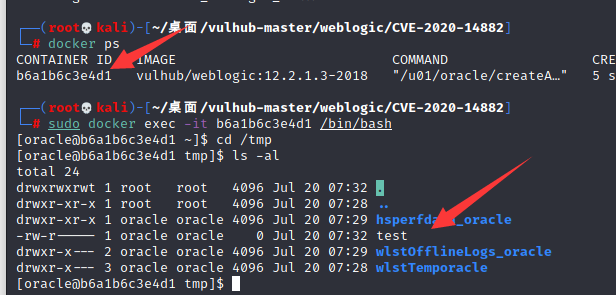 (root💀kali)-[~/桌面/vulhub-master/weblogic/CVE-2020-14882]
# docker ps
CONTAINER ID IMAGE COMMAND CRE
b6a1b6c3e4d1 vulhub/weblogic:12.2.1.3-2018 "/u01/oracle/createA…" 5 s
(root💀kali)-[~/桌面/vulhub-master/weblogic/CVE-2020-14882]
# sudo docker exec -it b6a1b6c3e4d1 /bin/bash
[oracle@b6a1b6c3e4d1 ~]$ cd /tmp
[oracle@b6a1b6c3e4d1 tmp]$ ls -al
total 24
drwxrwxrwt 1 root root 4096 Jul 20 07:32 .
drwxr-xr-x 1 root root 4096 Jul 20 07:28 ..
drwxr-xr-x 1 oracle oracle 4096 Jul 20 07:29
-rw-r----- 1 oracle oracle 0 Jul 20 07:32 test
drwxr-x--- 2 oracle oracle 4096 Jul 20 07:29 wlstOfflineLogs_oracle
drwxr-x--- 3 oracle oracle 4096 Jul 20 07:28 wlstTemporacle
[oracle@b6a1b6c3e4d1 tmp]$